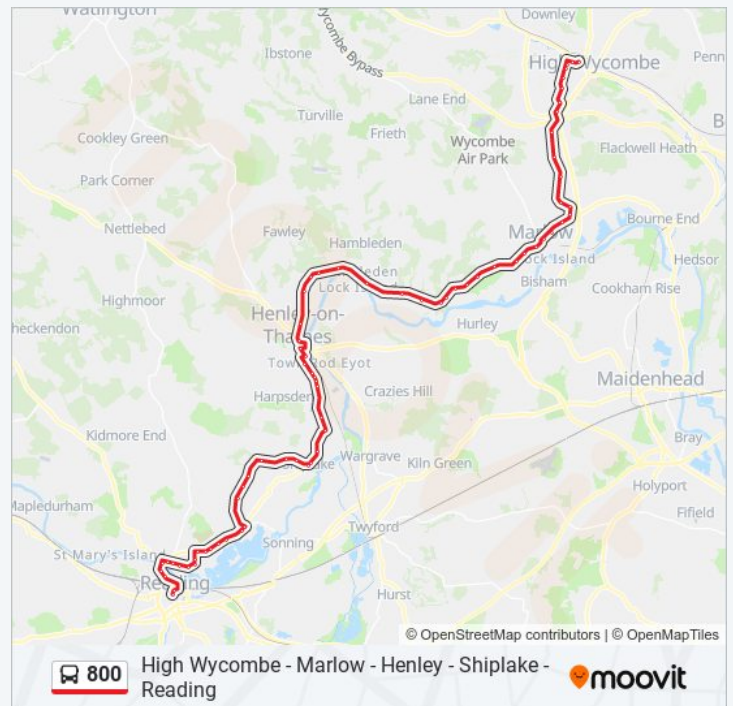 Watlington
Downley
Wycombe Bypass
Ibstone
High Wycombe
Penn
Turville
Lane End
Cookley Green
Frieth
Wycombe
Air Park
Flackwell Heath
Park Corner
Nettlebed
Fawley
Hambleden
Marlow
Bourne End
Highmoor
Lock Island
Hedsor
Bisham
Cookham Rise
Henley-on-
Thames
Hurley
Checkendon
Rod Eyot
Harpsden
Crazies Hill
Maidenhead
Kidmore End
Wargrave
Kiln Green
Bray
Holyport
Mapledurham
Fifield
Sonning
Twyford
St Mary's Island
Reading
Hurst
© OpenStreetMap contributors | © OpenMapTiles
800
High Wycombe - Marlow - Henley - Shiplake -
Reading
moovit